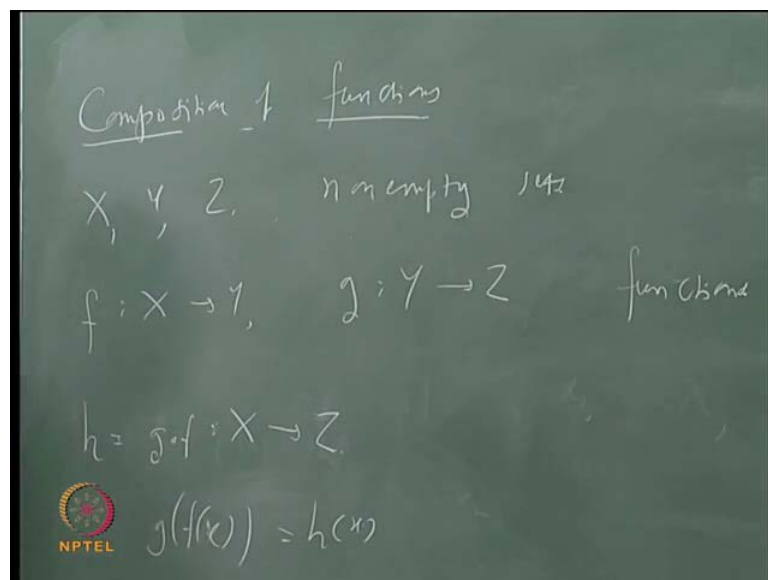 Composition of functions
X, Y, Z. nonempty sets
f : X → Y, g : Y → Z functions
h = g∘f : X → Z.
g(f(x)) = h(x)
NPTEL